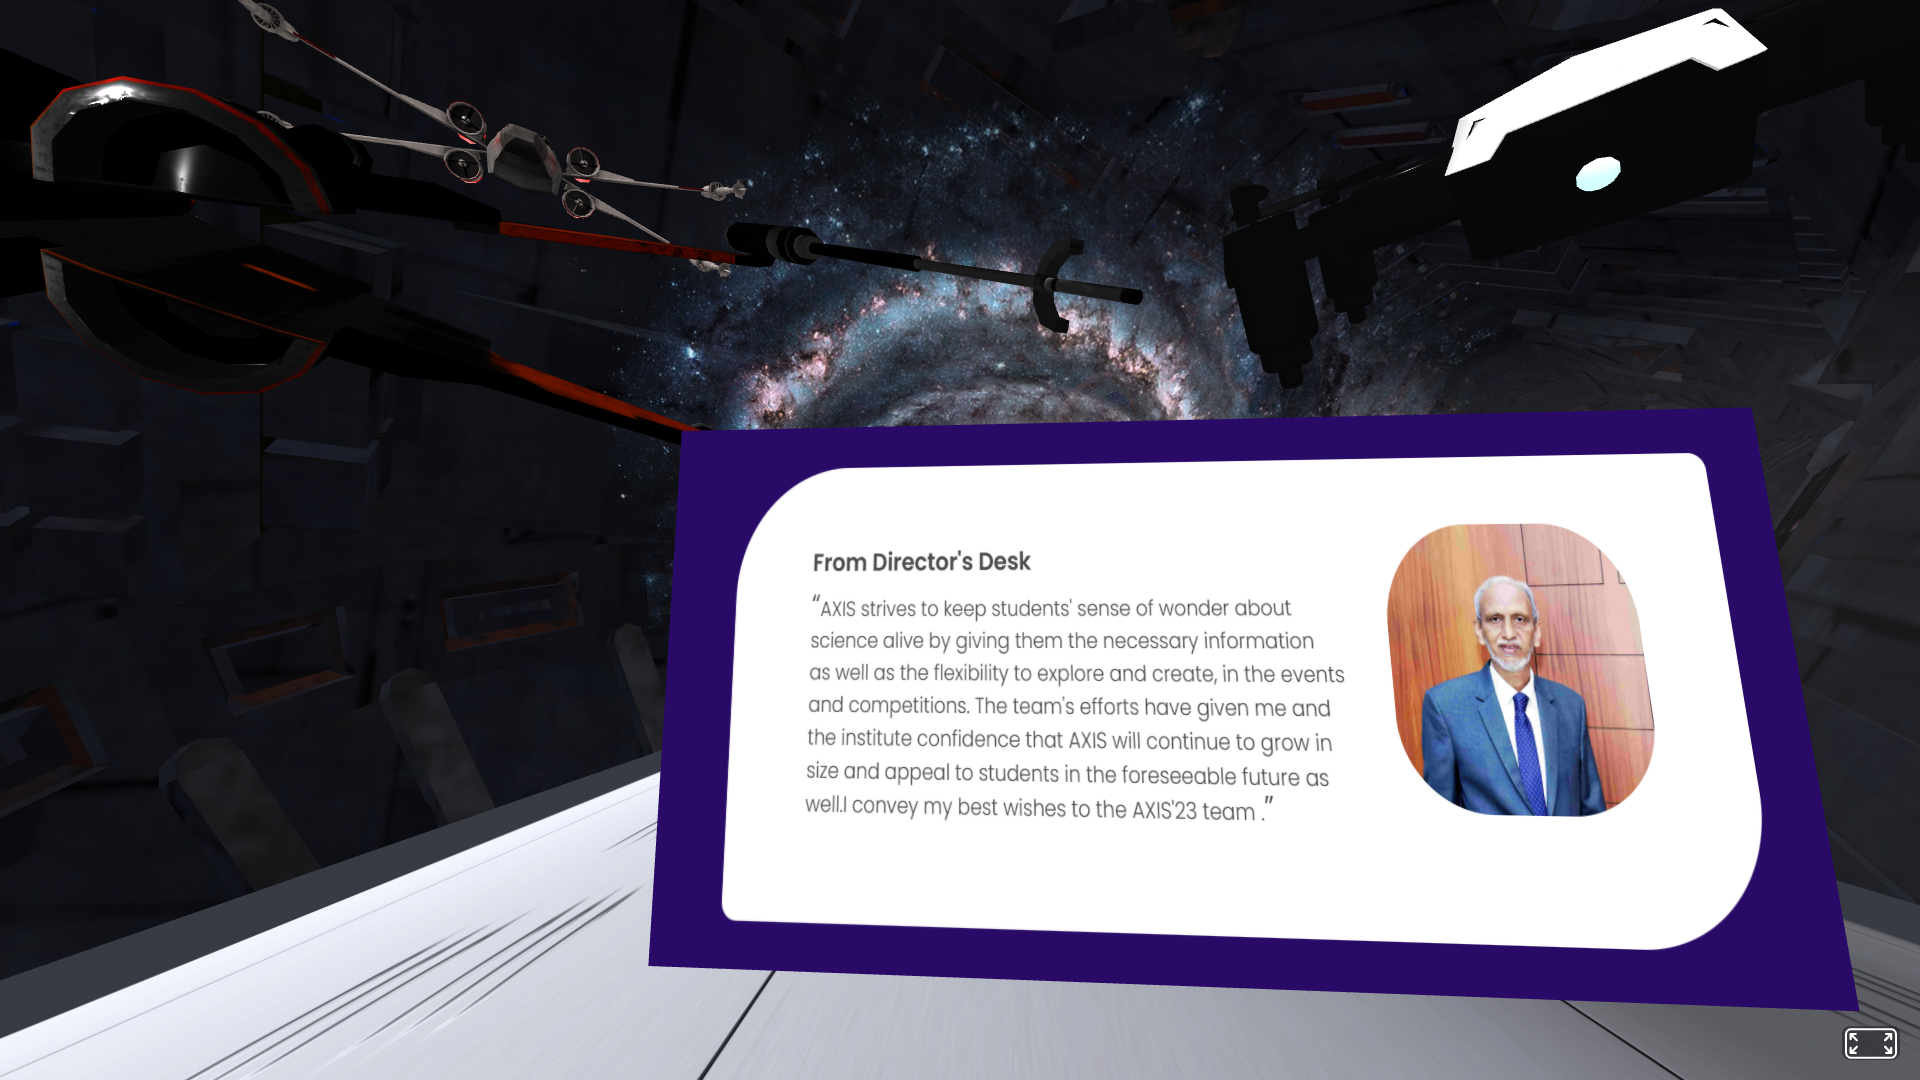 From Director's Desk
“AXIS strives to keep students' sense of wonder about
science alive by giving them the necessary information
as well as the flexibility to explore and create, in the events
and competitions. The team's efforts have given me and
the institute confidence that AXIS will continue to grow in
size and appeal to students in the foreseeable future as
well.I convey my best wishes to the AXIS'23 team .”